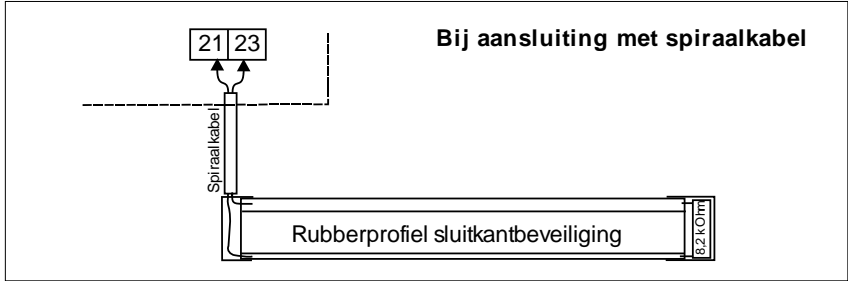 Bij aansluiting met spiraalkabel
21 23
Spiraalkabel
Rubberprofiel sluitkantbeveiliging
8,2 kOhm